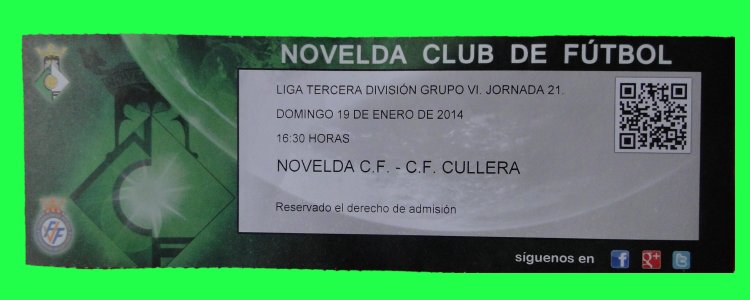 NOVELDA CLUB DE FÚTBOL
LIGA TERCERA DIVISIÓN GRUPO VI. JORNADA 21.
DOMINGO 19 DE ENERO DE 2014
16:30 HORAS
NOVELDA C.F. - C.F. CULLERA
Reservado el derecho de admisión
síguenos en